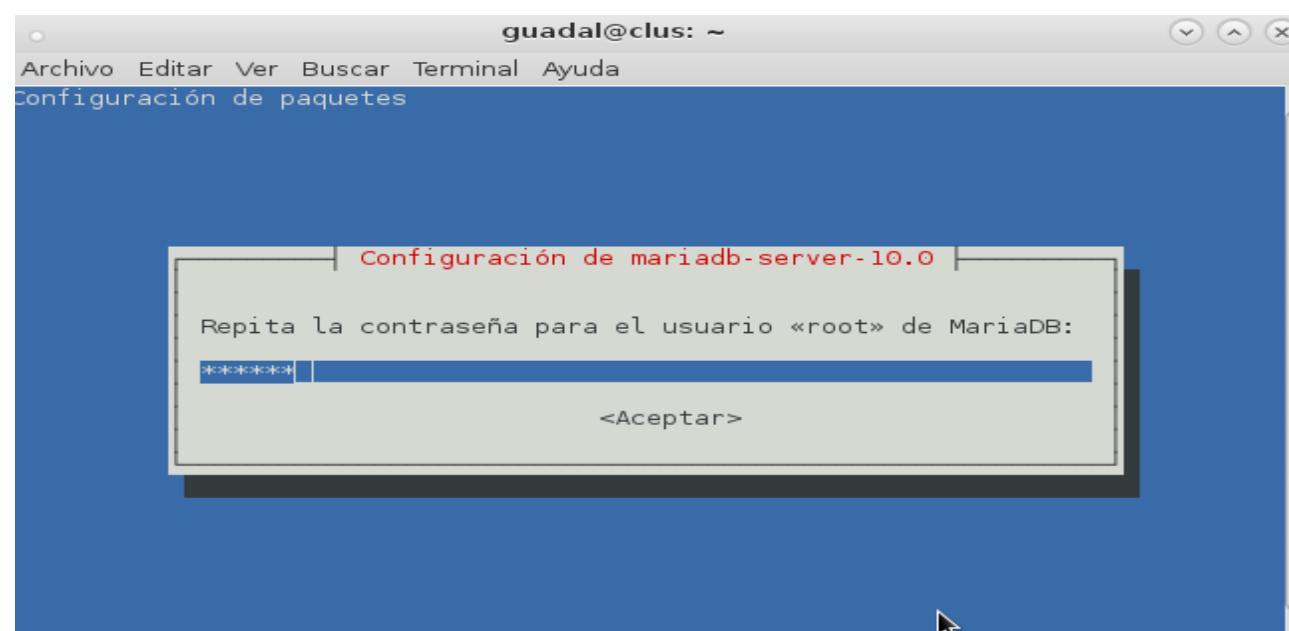 guadal@clus: ~
Archivo Editar Ver Buscar Terminal Ayuda
Configuración de paquetes
Configuración de mariadb-server-10.0
Repita la contraseña para el usuario «root» de MariaDB:
******
<Aceptar>